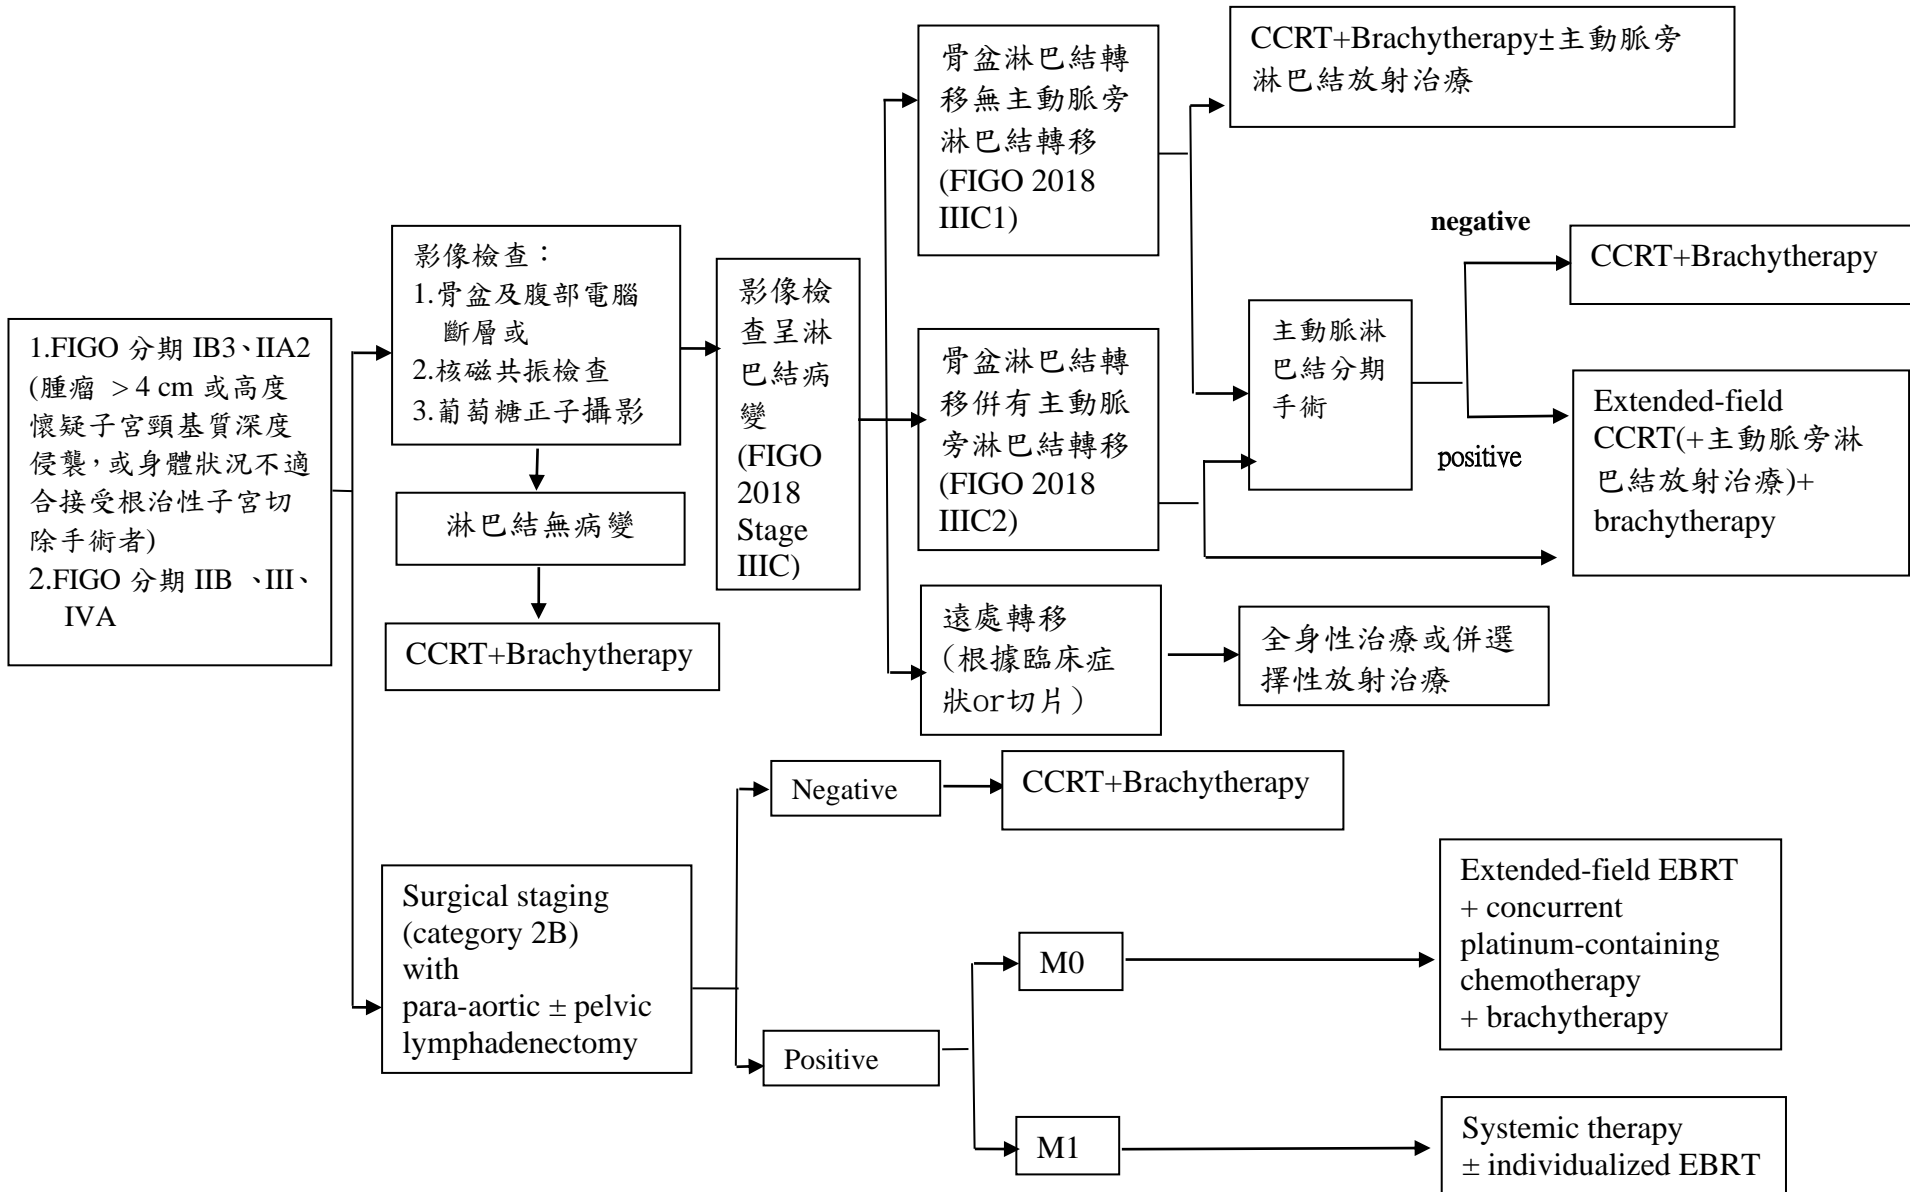 1.FIGO 分期 IB3、IIA2
(腫瘤 > 4 cm 或高度
懷疑子宮頸基質深度
侵襲，或身體狀況不適
合接受根治性子宮切
除手術者)
2.FIGO 分期 IIB 、III、
IVA
影像檢查：
1.骨盆及腹部電腦
斷層或
2.核磁共振檢查
3.葡萄糖正子攝影
淋巴結無病變
CCRT+Brachytherapy
影像檢
查呈淋
巴結病
變
(FIGO
2018
Stage
IIIC)
骨盆淋巴結轉
移無主動脈旁
淋巴結轉移
(FIGO 2018
IIIC1)
CCRT+Brachytherapy±主動脈旁
淋巴結放射治療
骨盆淋巴結轉
移併有主動脈
旁淋巴結轉移
(FIGO 2018
IIIC2)
主動脈淋
巴結分期
手術
negative
CCRT+Brachytherapy
positive
Extended-field
CCRT(+主動脈旁淋
巴結放射治療)+
brachytherapy
遠處轉移
（根據臨床症
狀or切片）
全身性治療或併選
擇性放射治療
Surgical staging
(category 2B)
with
para-aortic ± pelvic
lymphadenectomy
Negative
CCRT+Brachytherapy
Positive
M0
Extended-field EBRT
+ concurrent
platinum-containing
chemotherapy
+ brachytherapy
M1
Systemic therapy
± individualized EBRT